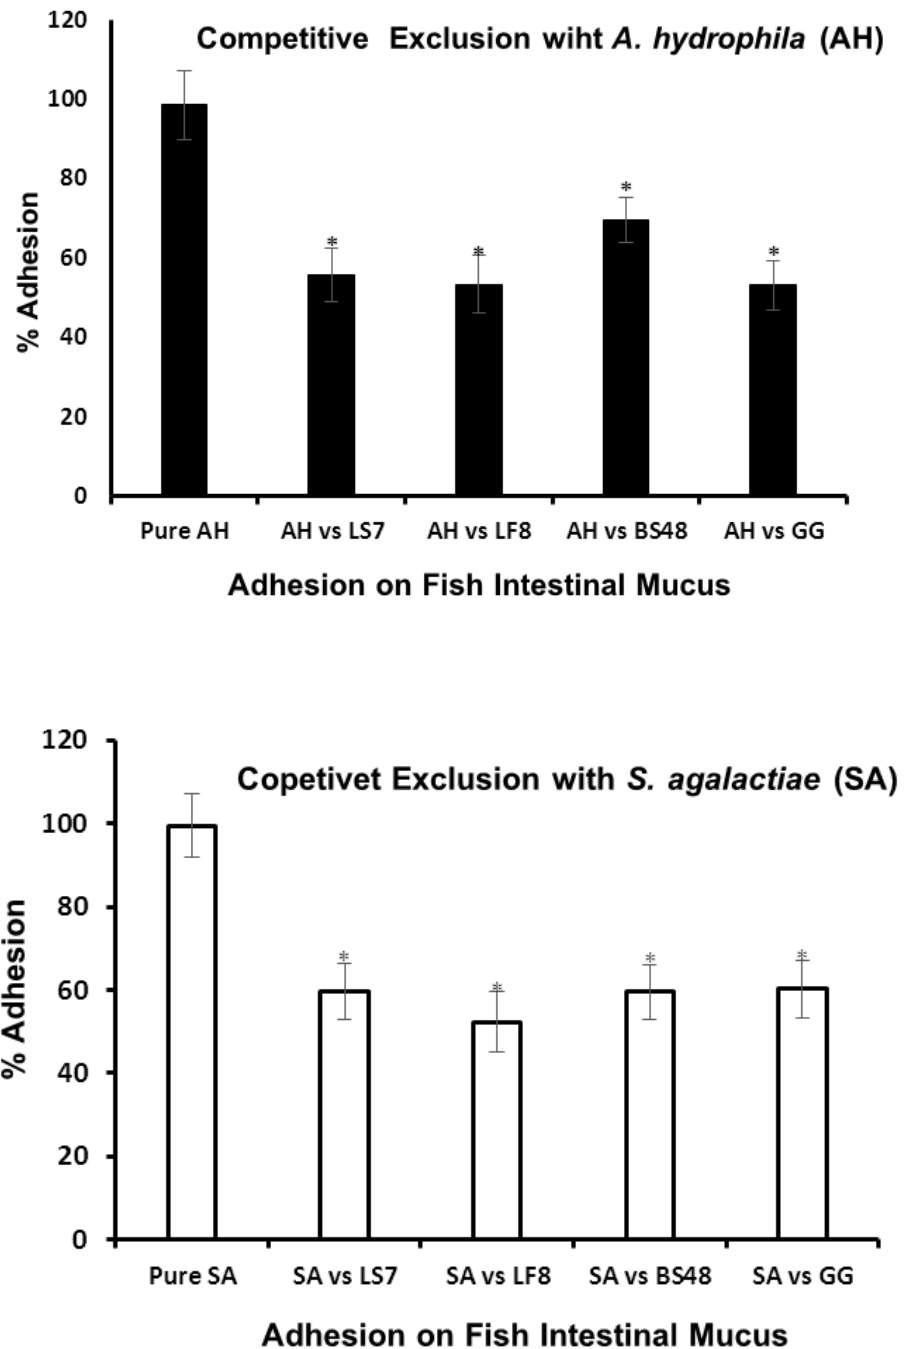 120
Competitive Exclusion wiht A. hydrophila (AH)
100
80
60
40
20
0
% Adhesion
*
*
*
*
Pure AH
AH vs LS7
AH vs LF8
AH vs BS48
AH vs GG
Adhesion on Fish Intestinal Mucus
120
Copetivet Exclusion with S. agalactiae (SA)
100
80
60
40
20
0
% Adhesion
*
*
*
*
Pure SA
SA vs LS7
SA vs LF8
SA vs BS48
SA vs GG
Adhesion on Fish Intestinal Mucus